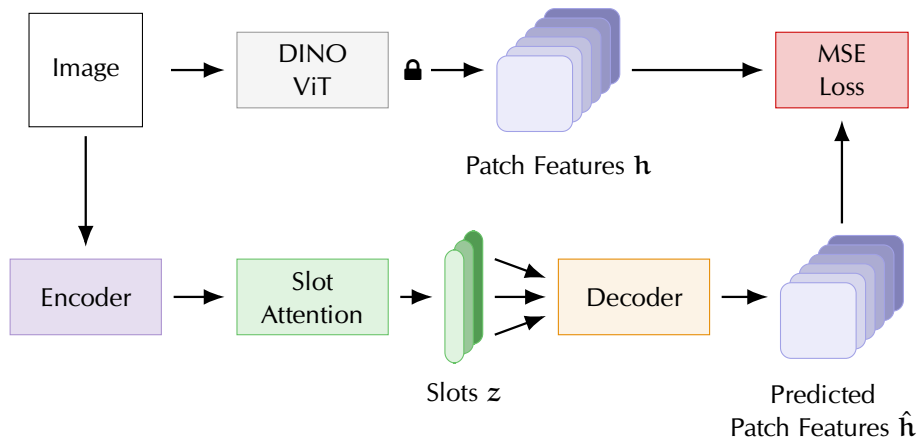 Image
DINO
ViT
MSE
Loss
Patch Features h
Encoder
Slot
Attention
Decoder
Slots z
Predicted
Patch Features ĥ